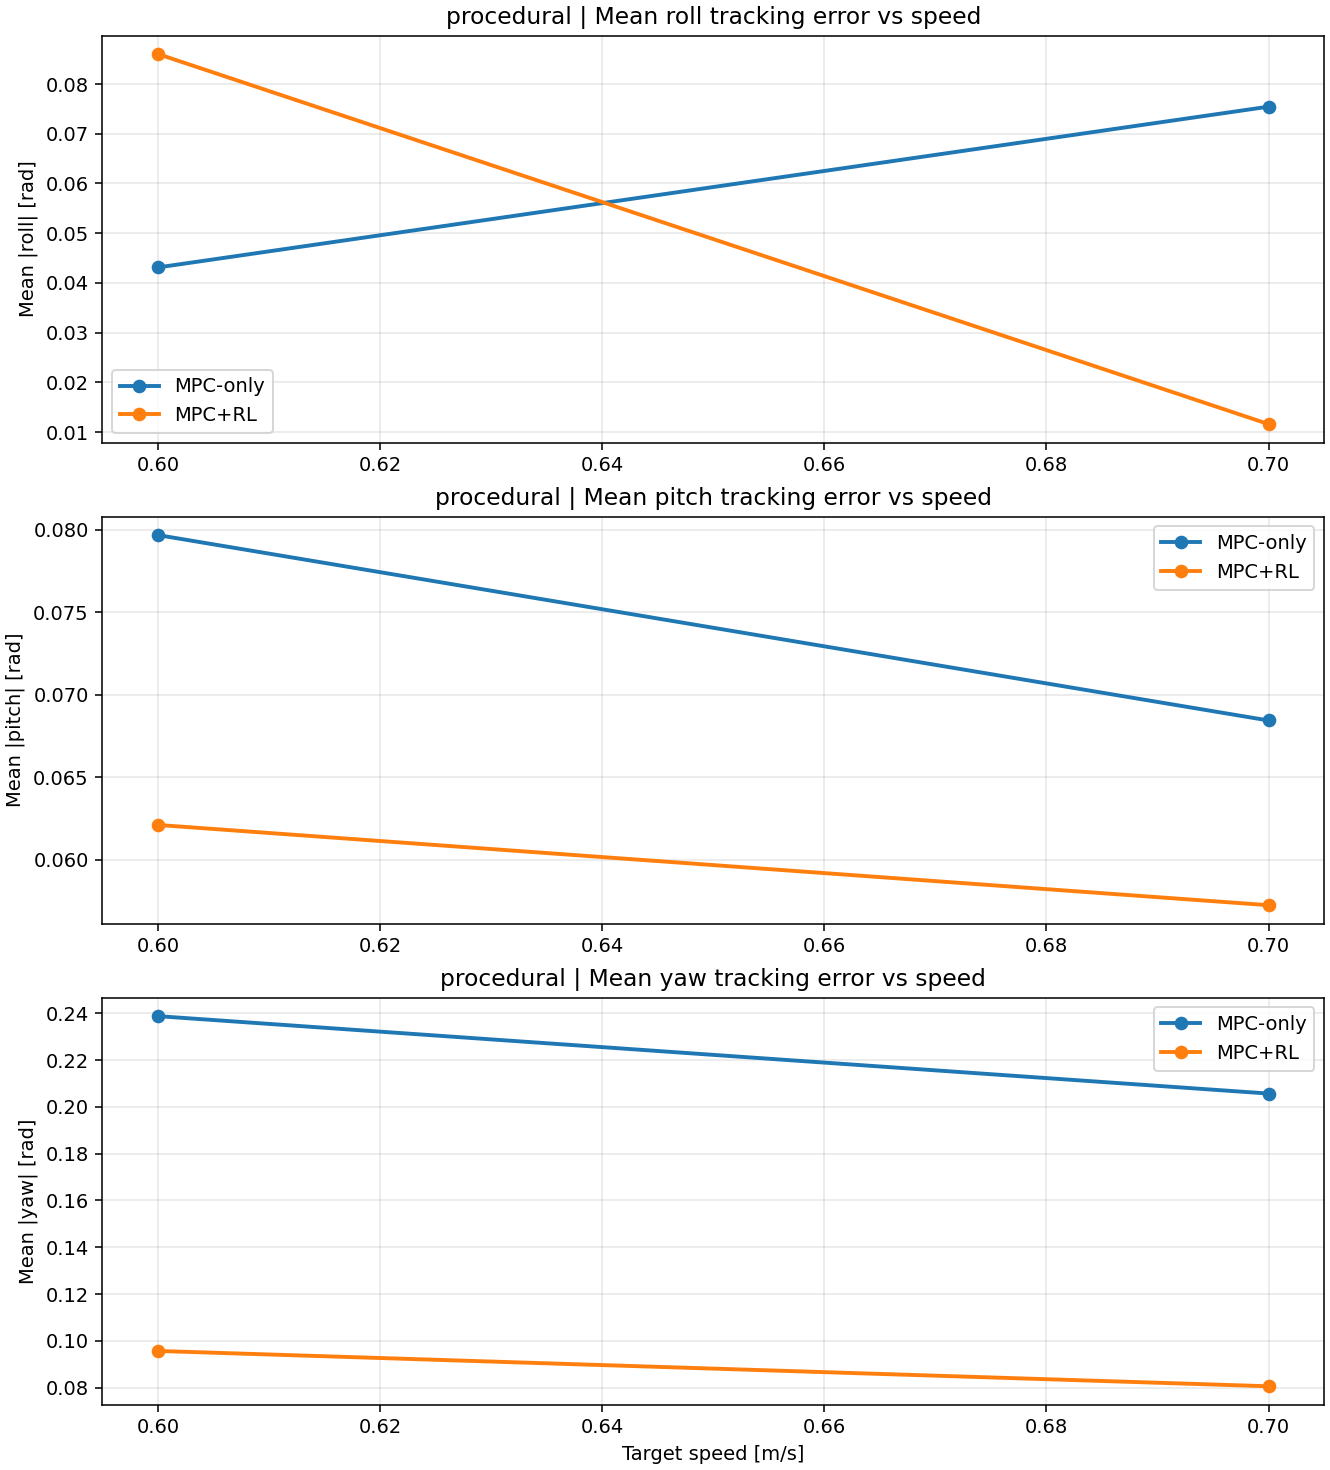 procedural | Mean roll tracking error vs speed
Mean |roll| [rad]
0.08
0.07
0.06
0.05
0.04
0.03
0.02
0.01
MPC-only
MPC+RL
0.60 0.62 0.64 0.66 0.68 0.70
procedural | Mean pitch tracking error vs speed
Mean |pitch| [rad]
0.080
0.075
0.070
0.065
0.060
MPC-only
MPC+RL
0.60 0.62 0.64 0.66 0.68 0.70
procedural | Mean yaw tracking error vs speed
Mean |yaw| [rad]
0.24
0.22
0.20
0.18
0.16
0.14
0.12
0.10
0.08
MPC-only
MPC+RL
0.60 0.62 0.64 0.66 0.68 0.70
Target speed [m/s]